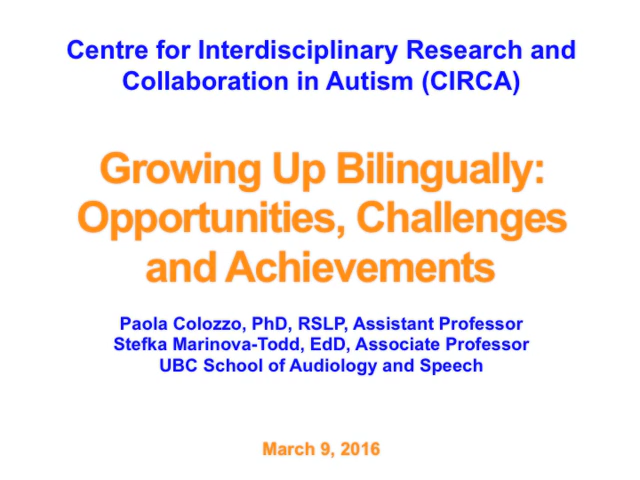 Centre for Interdisciplinary Research and
Collaboration in Autism (CIRCA)
Growing Up Bilingually:
Opportunities, Challenges
and Achievements
Paola Colozzo, PhD, RSLP, Assistant Professor
Stefka Marinova-Todd, EdD, Associate Professor
UBC School of Audiology and Speech
March 9, 2016